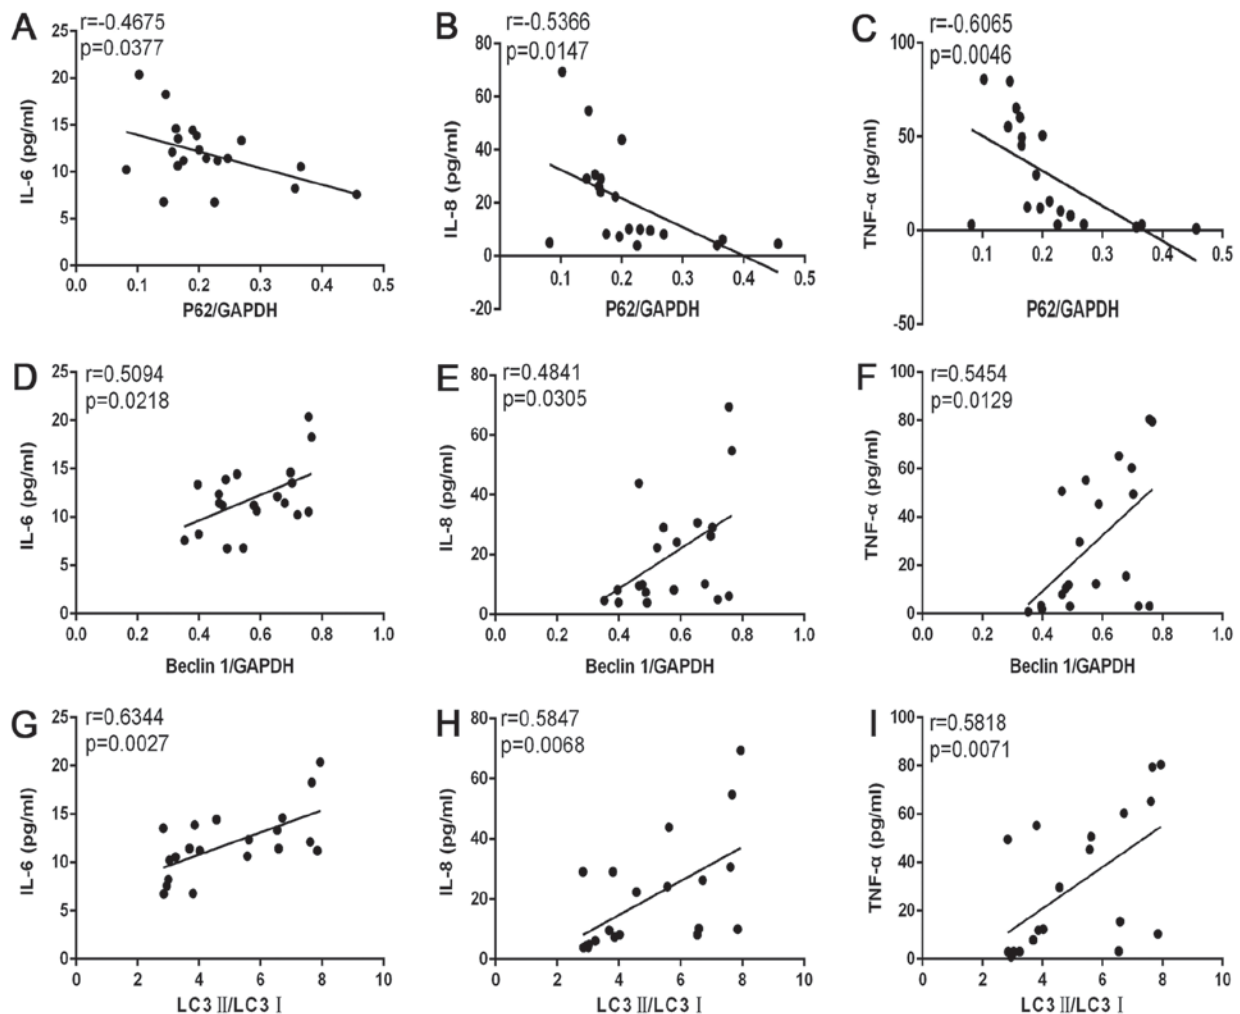 A
r=-0.4675
p=0.0377
IL-6 (pg/ml)
25
20
15
10
5
0
0.0 0.1 0.2 0.3 0.4 0.5
P62/GAPDH
B
r=-0.5366
p=0.0147
IL-8 (pg/ml)
80
60
40
20
0
-20
0.1 0.2 0.3 0.4 0.5
P62/GAPDH
C
r=-0.6065
p=0.0046
TNF-α (pg/ml)
100
50
0
-50
0.1 0.2 0.3 0.4 0.5
P62/GAPDH
D
r=0.5094
p=0.0218
IL-6 (pg/ml)
25
20
15
10
5
0
0.0 0.2 0.4 0.6 0.8 1.0
Beclin 1/GAPDH
E
r=0.4841
p=0.0305
IL-8 (pg/ml)
80
60
40
20
0
0.0 0.2 0.4 0.6 0.8 1.0
Beclin 1/GAPDH
F
r=0.5454
p=0.0129
TNF-α (pg/ml)
100
80
60
40
20
0
0.0 0.2 0.4 0.6 0.8 1.0
Beclin 1/GAPDH
G
r=0.6344
p=0.0027
IL-6 (pg/ml)
25
20
15
10
5
0
0 2 4 6 8 10
LC3 Ⅱ/LC3 Ⅰ
H
r=0.5847
p=0.0068
IL-8 (pg/ml)
80
60
40
20
0
0 2 4 6 8 10
LC3 Ⅱ/LC3 Ⅰ
I
r=0.5818
p=0.0071
TNF-α (pg/ml)
100
80
60
40
20
0
0 2 4 6 8 10
LC3 Ⅱ/LC3 Ⅰ